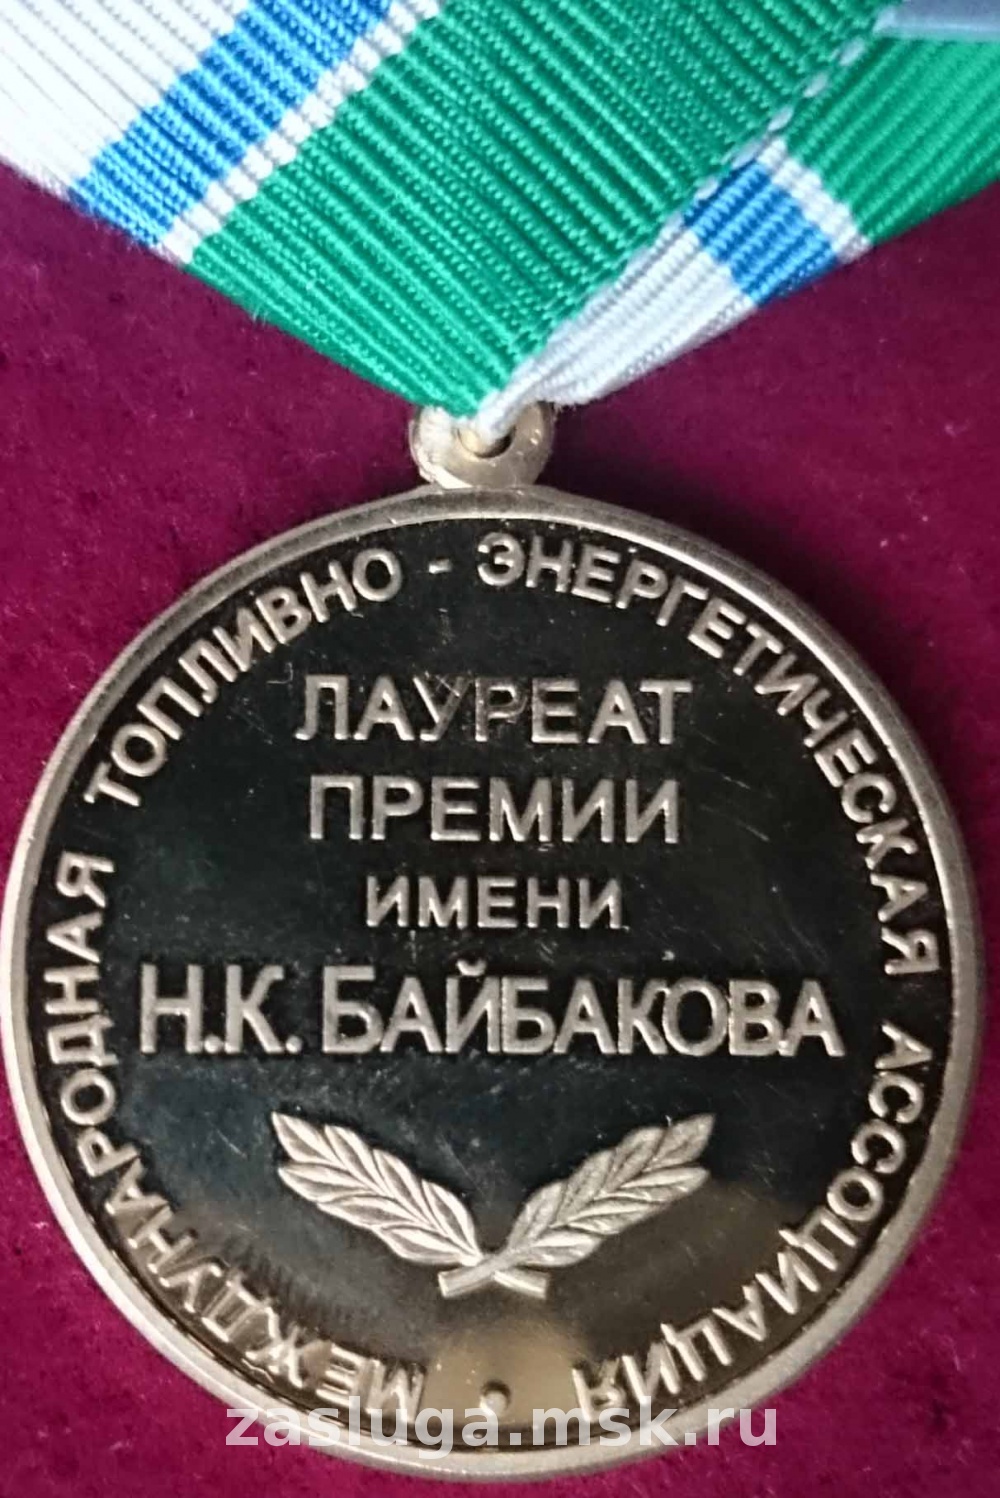 МЕЖДУНАРОДНАЯ ТОПЛИВНО - ЭНЕРГЕТИЧЕСКАЯ АССОЦИАЦИЯ
ЛАУРЕАТ
ПРЕМИИ
ИМЕНИ
Н.К. БАЙБАКОВА
zasluga.msk.ru